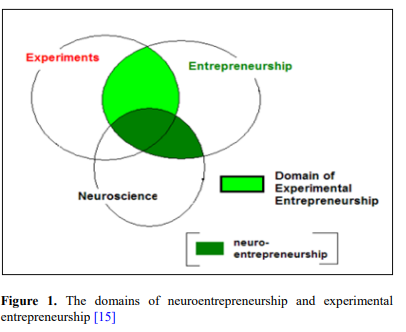 Experiments
Entrepreneurship
Neuroscience
Domain of
Experimental
Entrepreneurship
neuro-
entrepreneurship
Figure 1. The domains of neuroentrepreneurship and experimental
entrepreneurship [15]